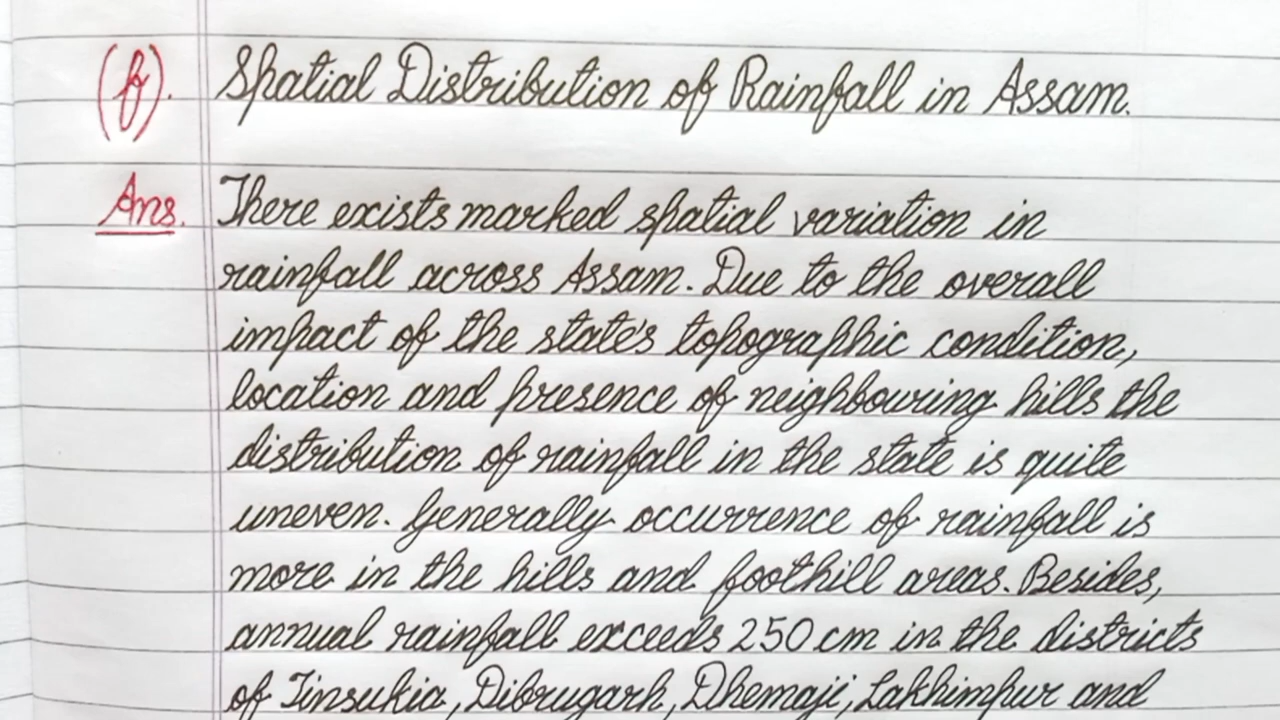 (f). Spatial Distribution of Rainfall in Assam.
Ans. There exists marked spatial variation in
rainfall across Assam. Due to the overall
impact of the state's topographic condition,
location and presence of neighbouring hills the
distribution of rainfall in the state is quite
uneven. Generally occurrence of rainfall is
more in the hills and foothill areas. Besides,
annual rainfall exceeds 250 cm in the districts
of Tinsukia, Dibrugarh, Dhemaji, Lakhimpur and